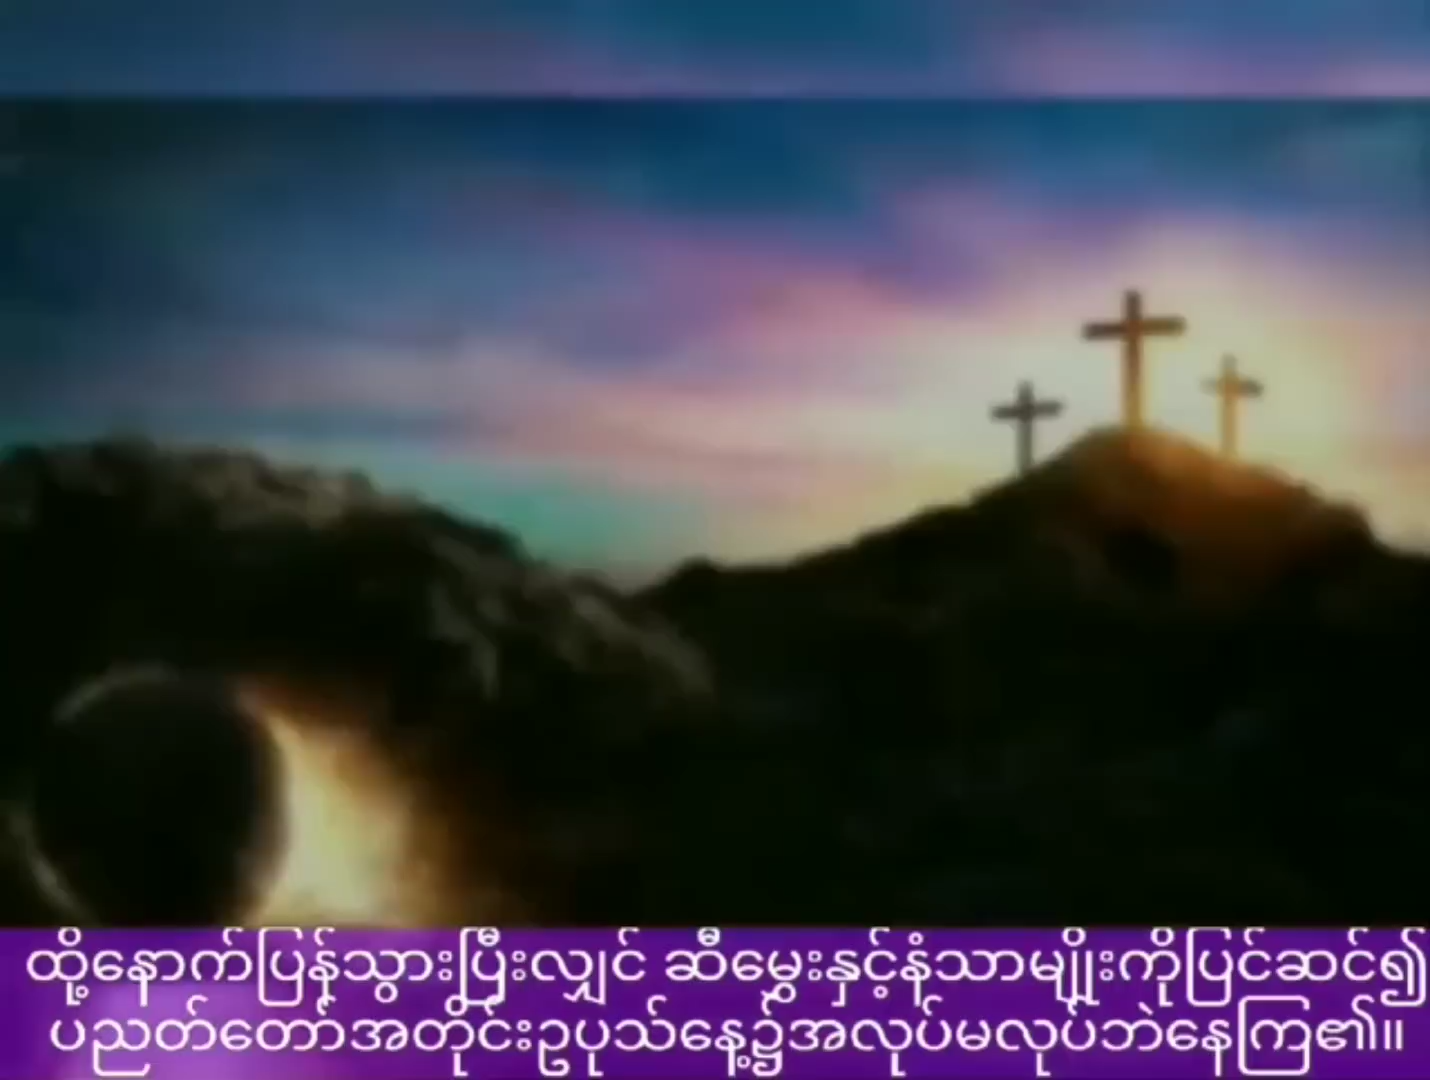 ထို့နောက်ပြန်သွားပြီးလျှင် ဆီမွှေးနှင့်နံ့သာမျိုးကိုပြင်ဆင်၍
ပညတ်တော်အတိုင်းဥပုသ်နေ့၌အလုပ်မလုပ်ဘဲနေကြ၏။